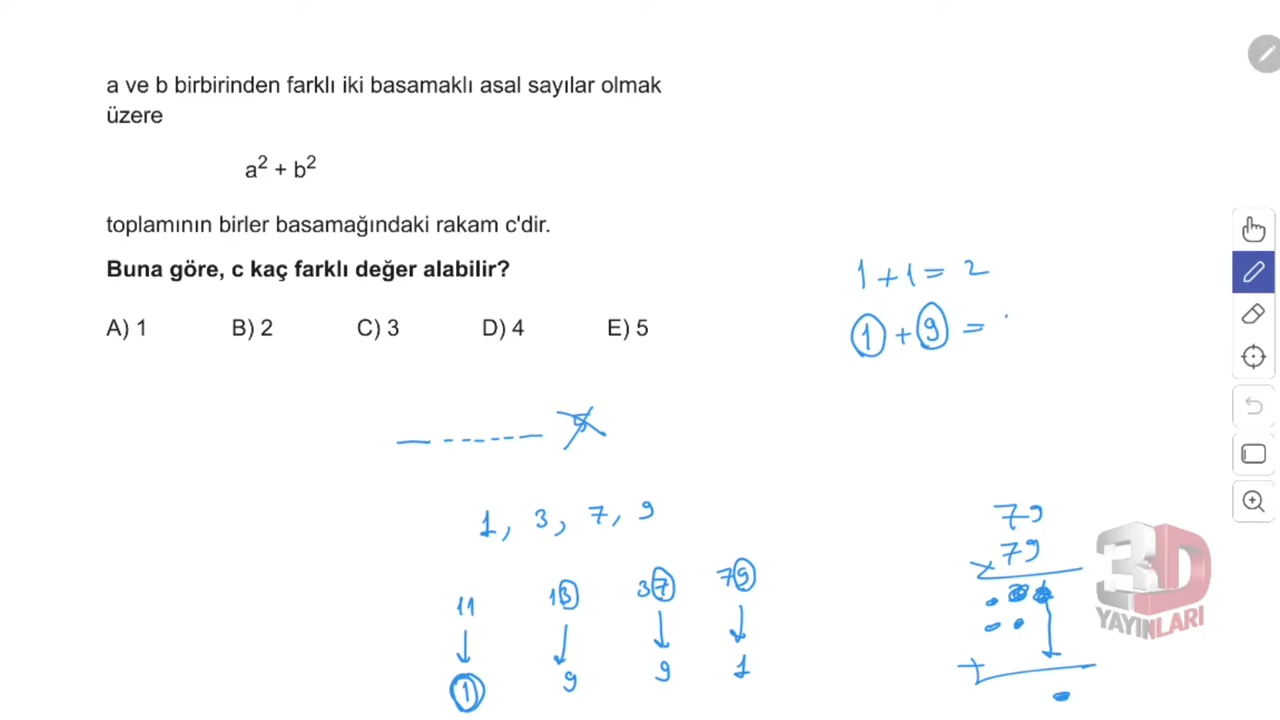 a ve b birbirinden farklı iki basamaklı asal sayılar olmak
üzere
a² + b²
toplamının birler basamağındaki rakam c'dir.
Buna göre, c kaç farklı değer alabilir?
A) 1 B) 2 C) 3 D) 4 E) 5
1 + 1 = 2
1 + 9 =
1, 3, 7, 9
11 13 37 79
1 9 9 1
79
x 79
+
3D
YAYINLARI